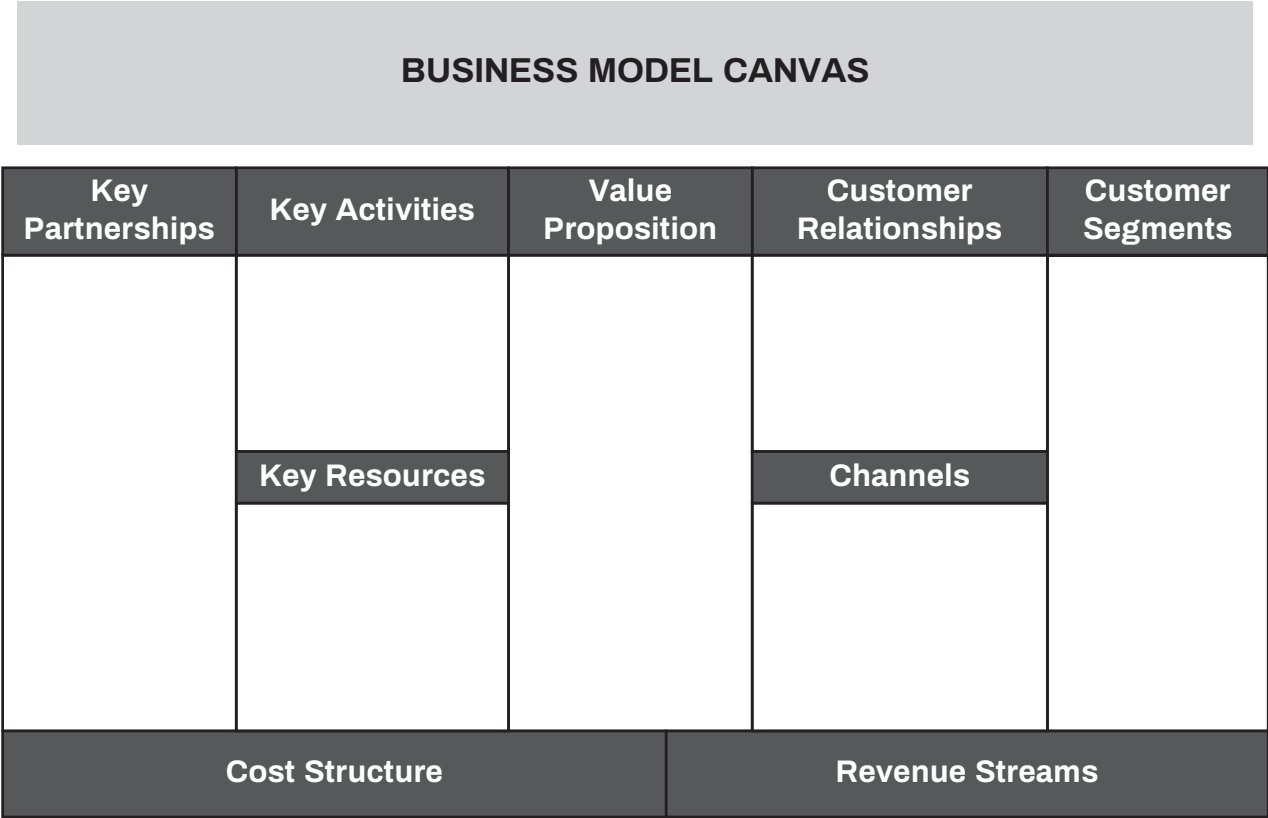 BUSINESS MODEL CANVAS
Key
Partnerships
Key Activities
Value
Proposition
Customer
Relationships
Customer
Segments
Key Resources
Channels
Cost Structure
Revenue Streams